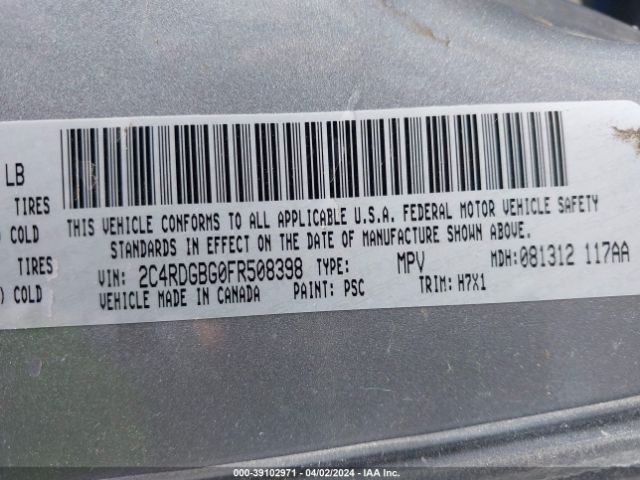 LB
TIRES
) COLD
TIRES
) COLD
THIS VEHICLE CONFORMS TO ALL APPLICABLE U.S.A. FEDERAL MOTOR VEHICLE SAFETY
STANDARDS IN EFFECT ON THE DATE OF MANUFACTURE SHOWN ABOVE.
VIN: 2C4RDGBG0FR508398 TYPE: MPV MDH:081312 117AA
VEHICLE MADE IN CANADA PAINT: PSC TRIM: H7X1
000-39102971 | 04/02/2024 | IAA Inc.